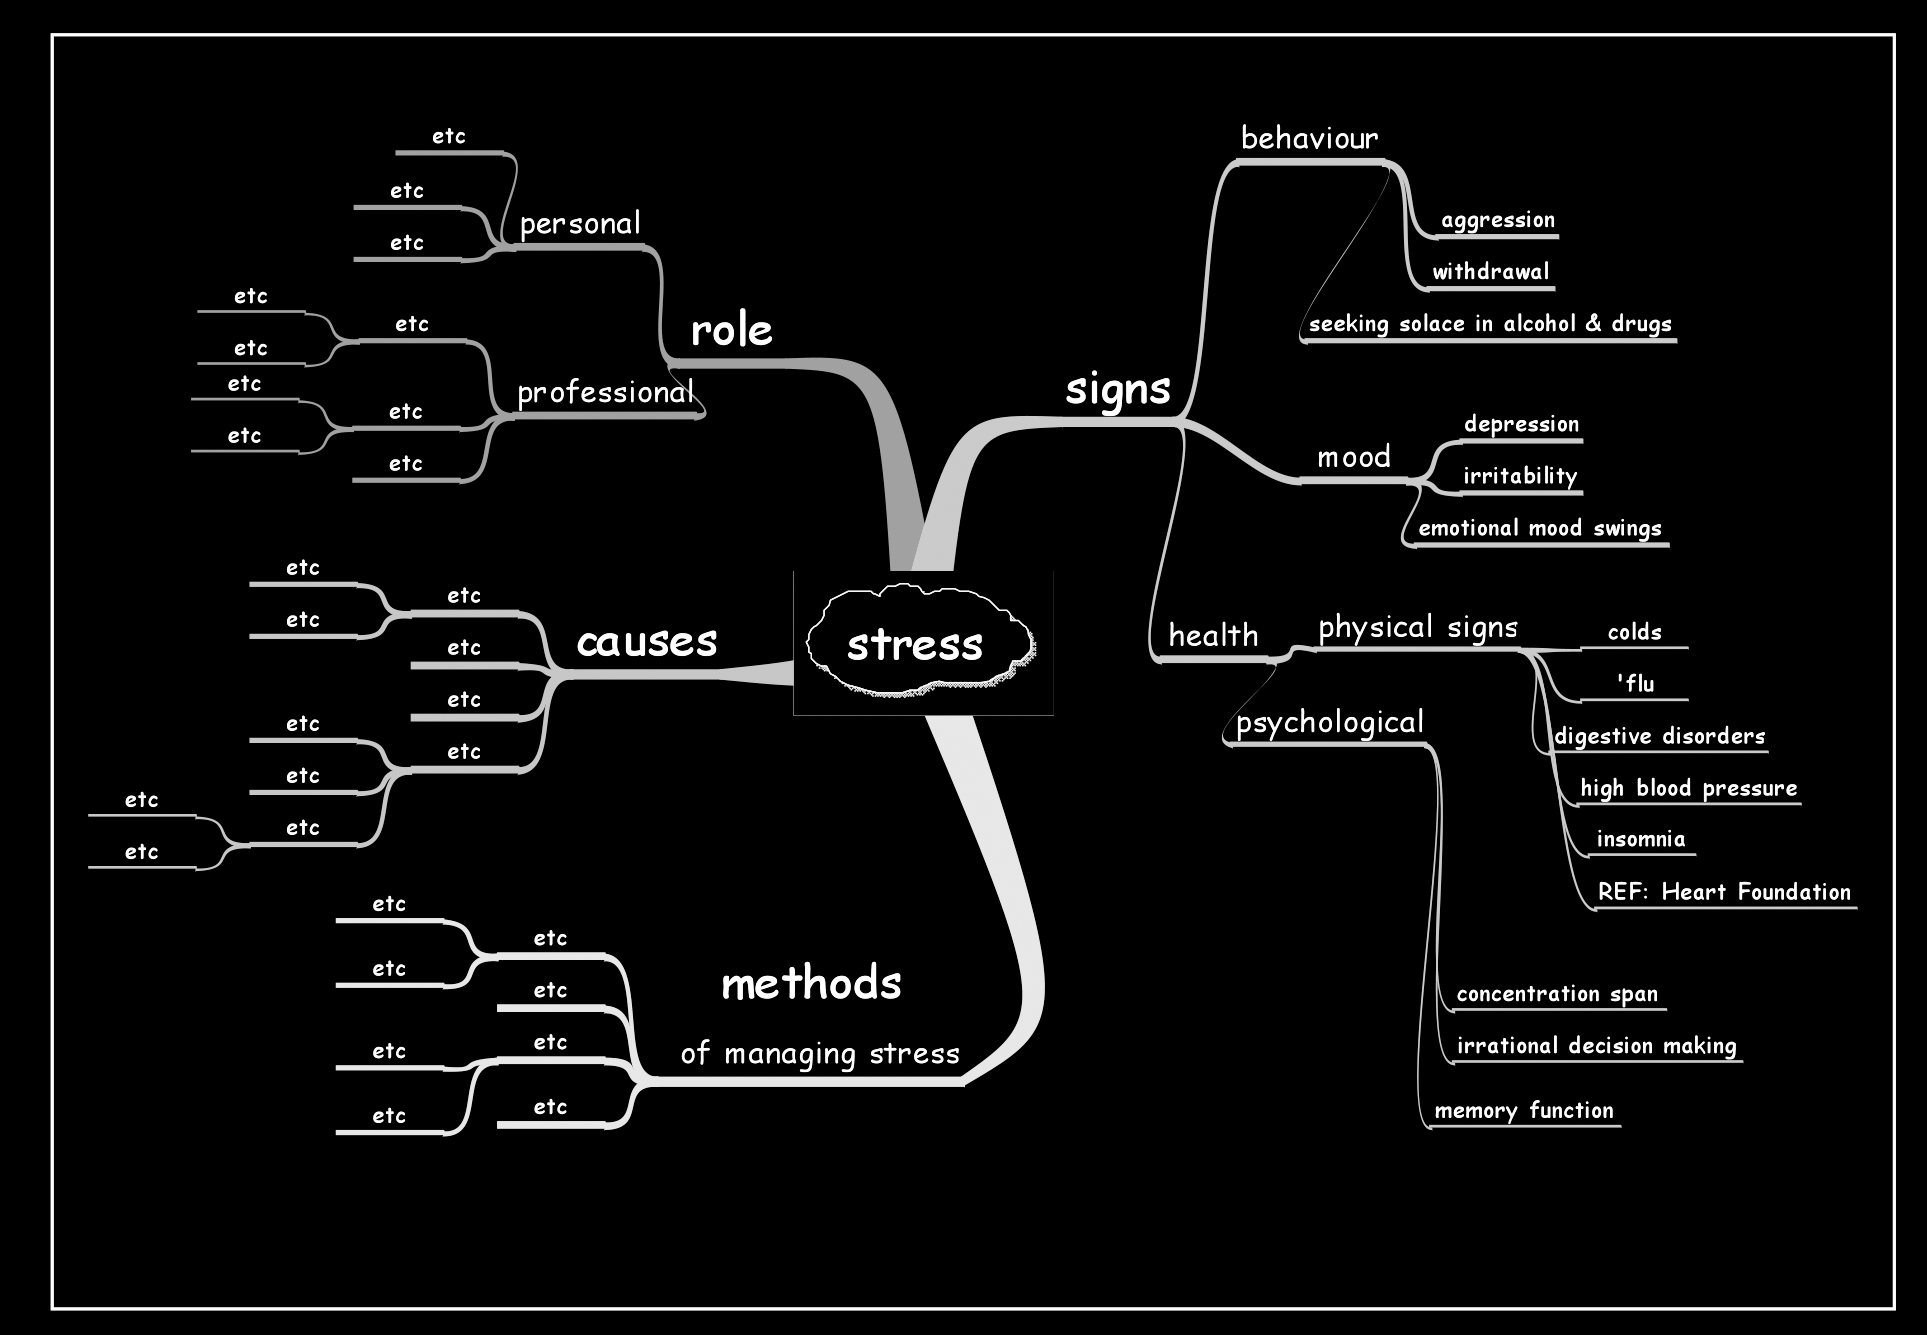 stress
role
personal
etc
etc
etc
professional
etc
etc
etc
etc
etc
etc
etc
causes
etc
etc
etc
etc
etc
etc
etc
etc
etc
etc
etc
methods
of managing stress
etc
etc
etc
etc
etc
etc
etc
etc
signs
behaviour
aggression
withdrawal
seeking solace in alcohol & drugs
mood
depression
irritability
emotional mood swings
health
physical signs
colds
'flu
digestive disorders
high blood pressure
insomnia
REF: Heart Foundation
psychological
concentration span
irrational decision making
memory function